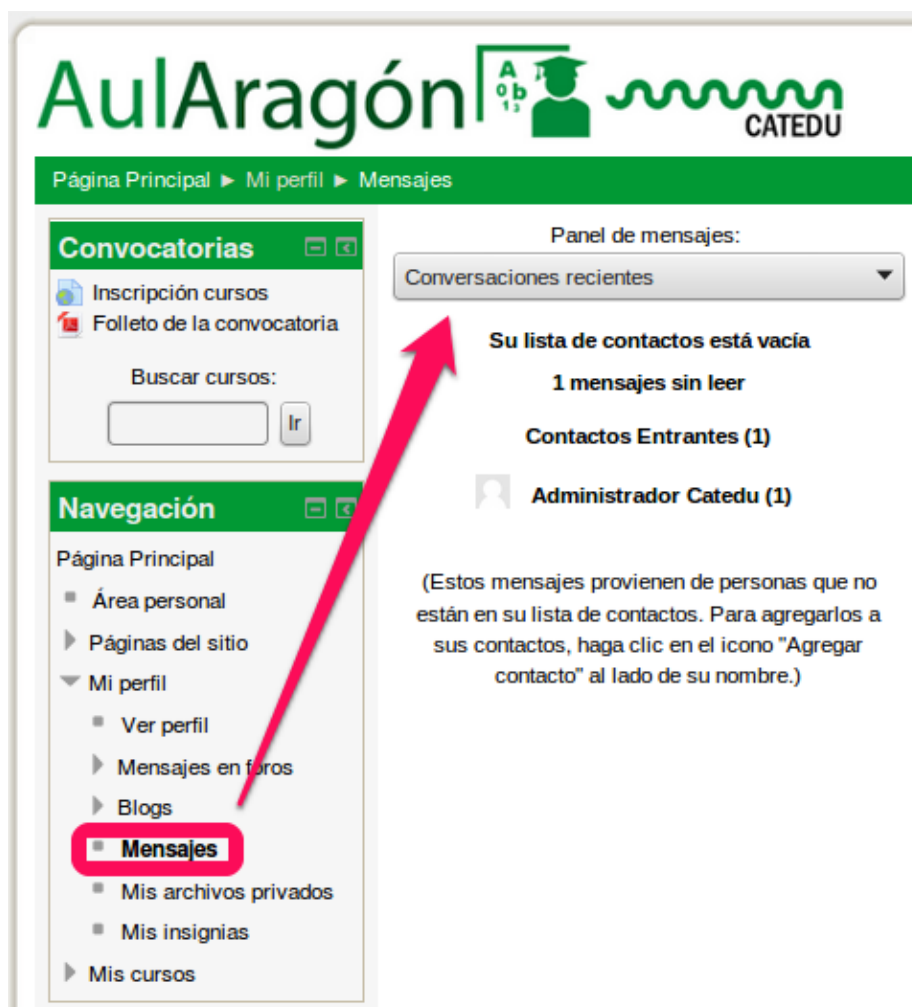 AulAragón
A
o b
1 3
CATEDU
Página Principal ► Mi perfil ► Mensajes
Convocatorias
Inscripción cursos
Folleto de la convocatoria
Buscar cursos:
Ir
Navegación
Página Principal
Área personal
Páginas del sitio
Mi perfil
Ver perfil
Mensajes en foros
Blogs
Mensajes
Mis archivos privados
Mis insignias
Mis cursos
Panel de mensajes:
Conversaciones recientes
Su lista de contactos está vacía
1 mensajes sin leer
Contactos Entrantes (1)
Administrador Catedu (1)
(Estos mensajes provienen de personas que no
están en su lista de contactos. Para agregarlos a
sus contactos, haga clic en el icono "Agregar
contacto" al lado de su nombre.)